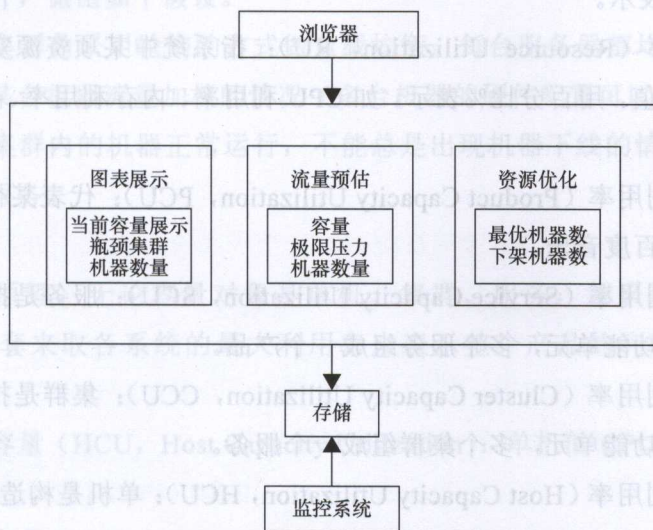 浏览器
图表展示
当前容量展示
瓶颈集群
机器数量
流量预估
容量
极限压力
机器数量
资源优化
最优机器数
下架机器数
存储
监控系统